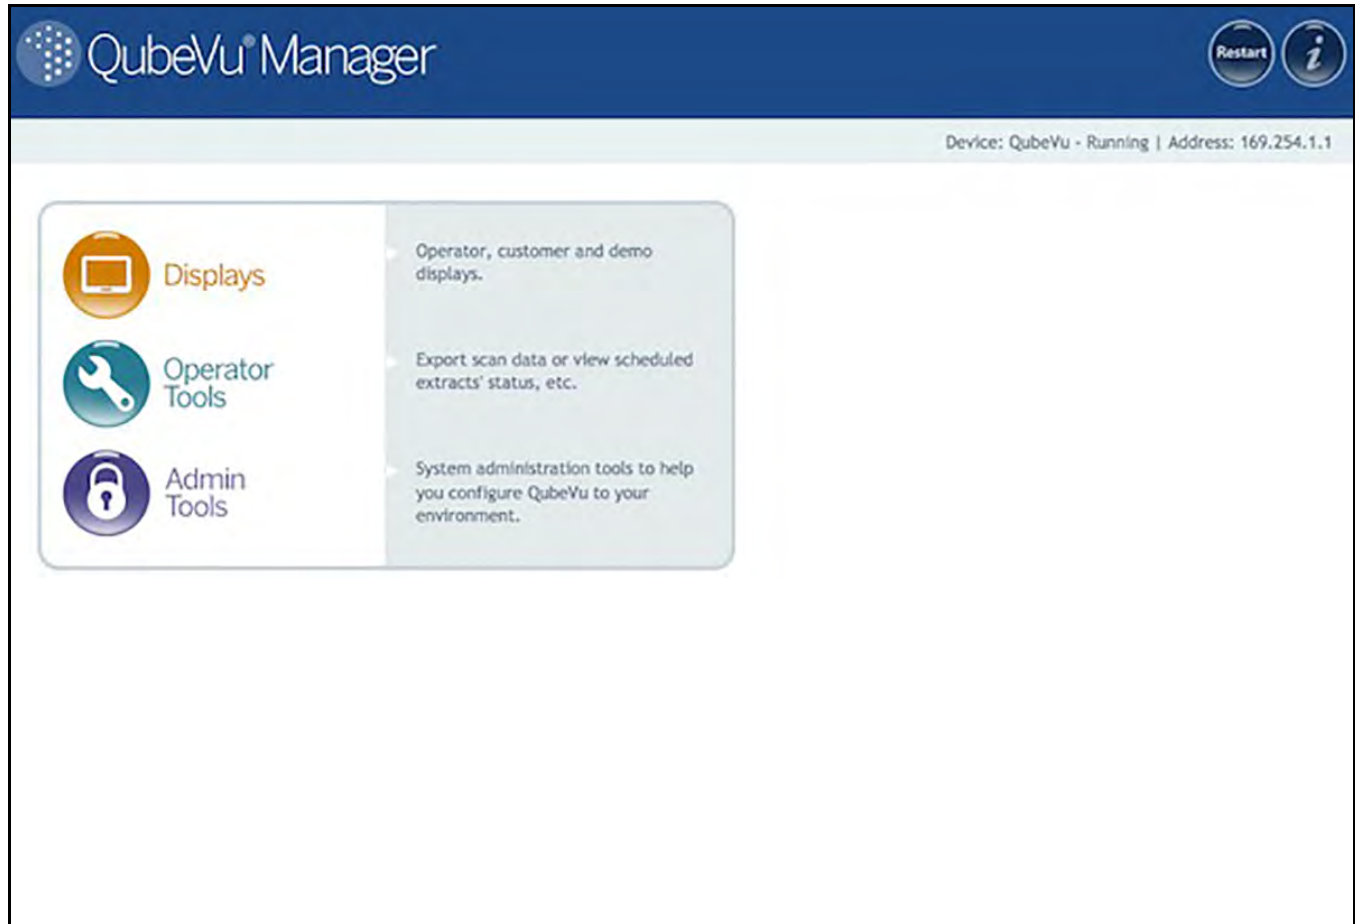 QubeVu® Manager
Restart
i
Device: QubeVu - Running | Address: 169.254.1.1
Displays
Operator, customer and demo
displays.
Operator
Tools
Export scan data or view scheduled
extracts' status, etc.
Admin
Tools
System administration tools to help
you configure QubeVu to your
environment.